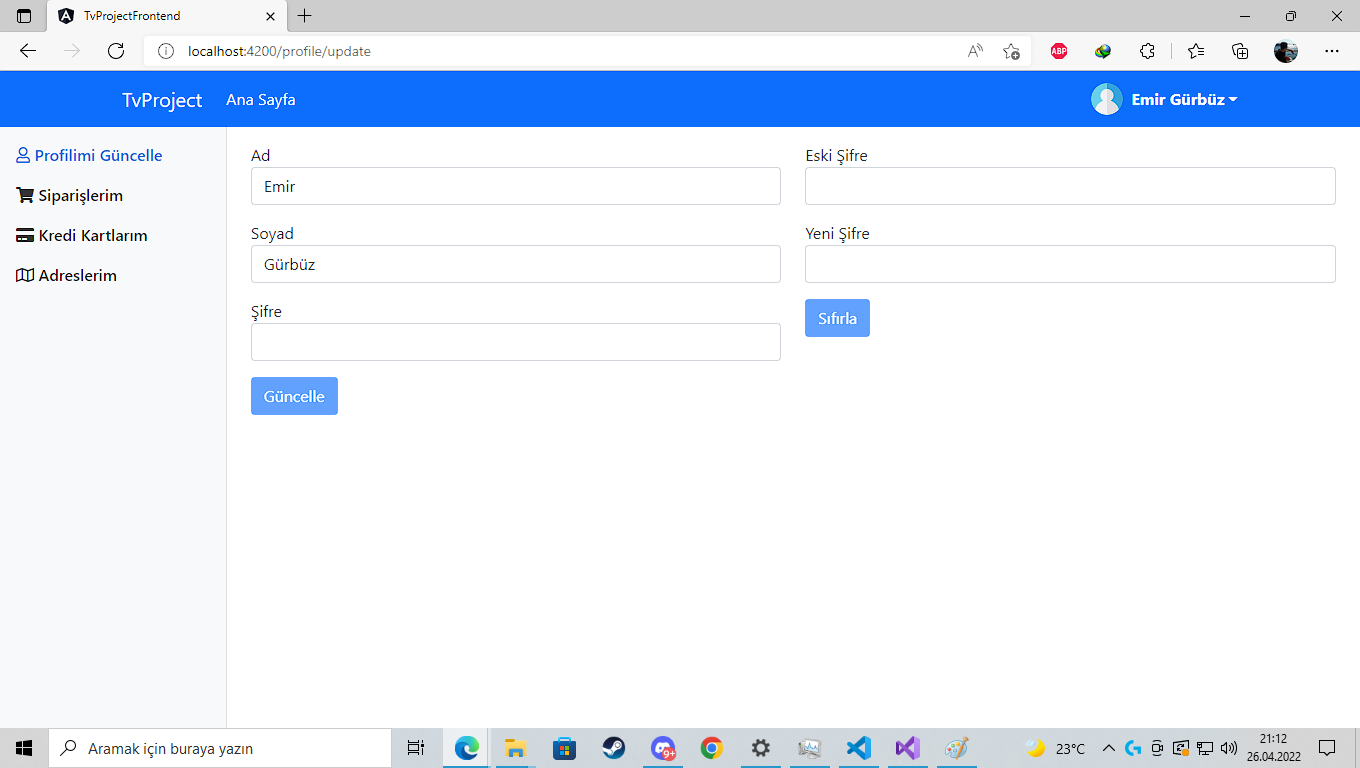 TvProjectFrontend
localhost:4200/profile/update
ABP
TvProject
Ana Sayfa
Emir Gürbüz
Profilimi Güncelle
Siparişlerim
Kredi Kartlarım
Adreslerim
Ad
Emir
Soyad
Gürbüz
Şifre
Güncelle
Eski Şifre
Yeni Şifre
Sıfırla
Aramak için buraya yazın
9+
23°C
21:12
26.04.2022